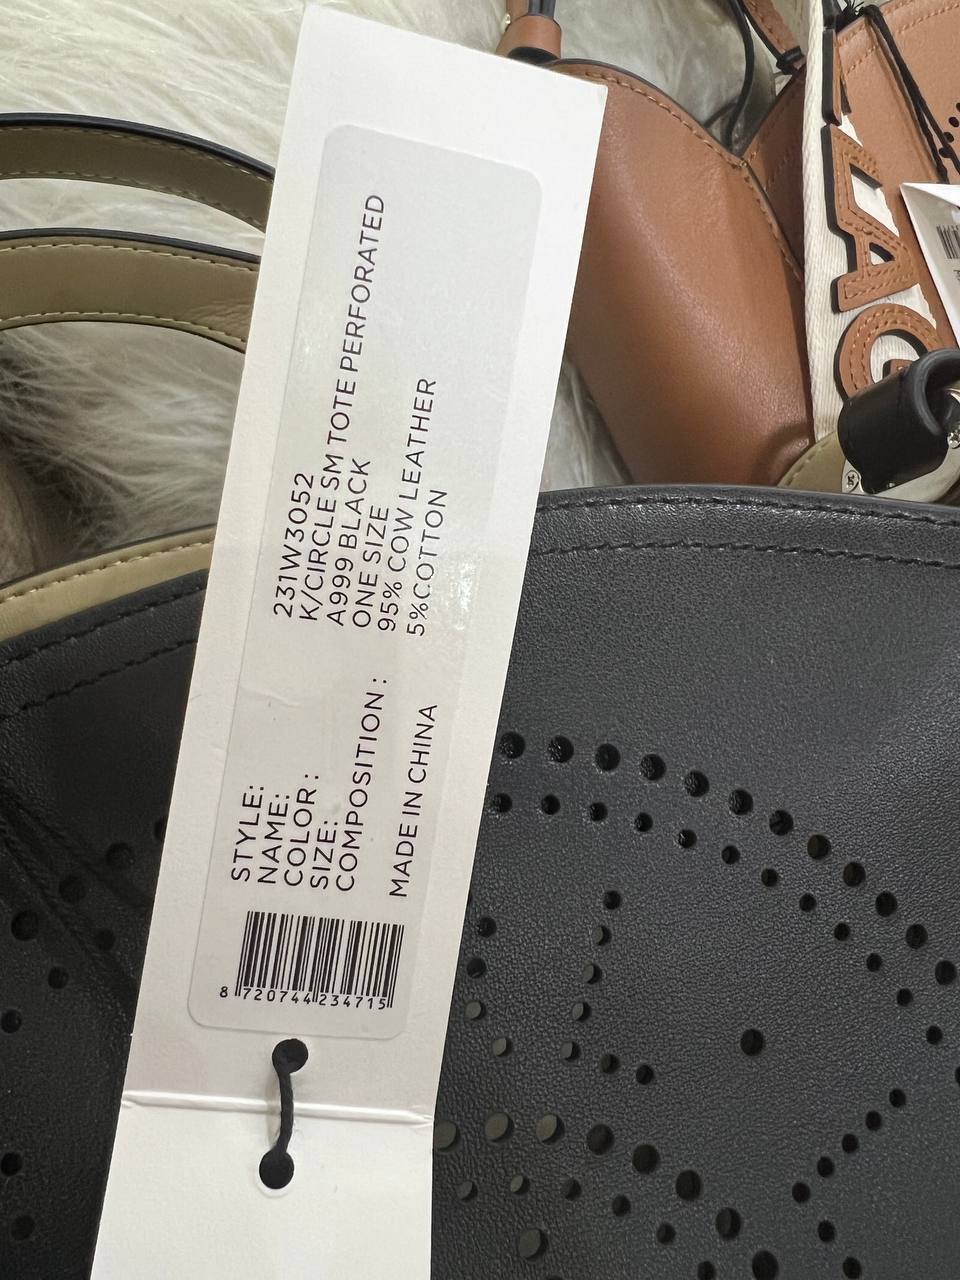 STYLE: 231W3052
NAME: K/CIRCLE SM TOTE PERFORATED
COLOR : A999 BLACK
SIZE: ONE SIZE
COMPOSITION : 95% COW LEATHER
5%COTTON
MADE IN CHINA
8 720744 234715